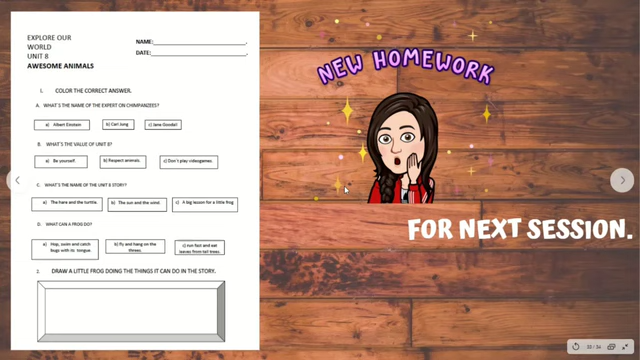 EXPLORE OUR
WORLD
UNIT 8
AWESOME ANIMALS
NAME:
DATE:
1. COLOR THE CORRECT ANSWER.
A. WHAT'S THE NAME OF THE EXPERT ON CHIMPANZEES?
a) Albert Einstein
b) Carl Jung
c) Jane Goodall
B. WHAT'S THE VALUE OF UNIT 8?
a) Be yourself.
b) Respect animals.
c) Don't play videogames.
C. WHAT'S THE NAME OF THE UNIT 8 STORY?
a) The hare and the turtle.
b) The sun and the wind.
c) A big lesson for a little frog
D. WHAT CAN A FROG DO?
a) Hop, swim and catch
bugs with its tongue.
b) Fly and hang on the
trees.
c) run fast and eat
leaves from tall trees.
2. DRAW A LITTLE FROG DOING THE THINGS IT CAN DO IN THE STORY.
NEW HOMEWORK
FOR NEXT SESSION.
33 / 34